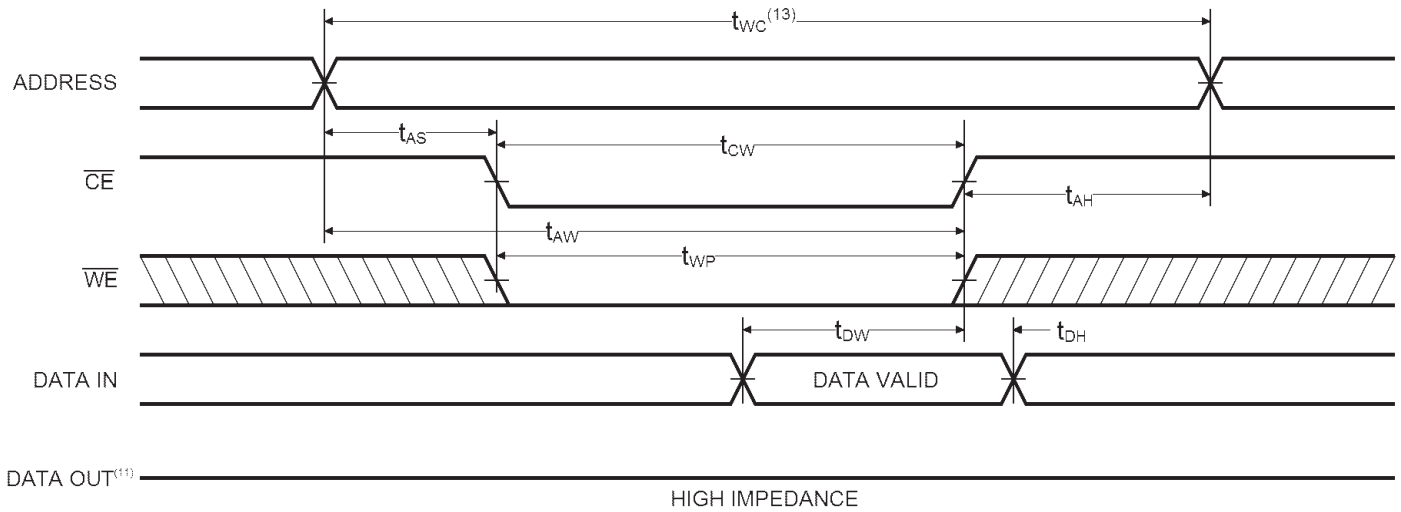 tWC(13)
ADDRESS
tAS
tCW
CE
tAH
tAW
tWP
WE
tDW
tDH
DATA IN
DATA VALID
DATA OUT(11)
HIGH IMPEDANCE